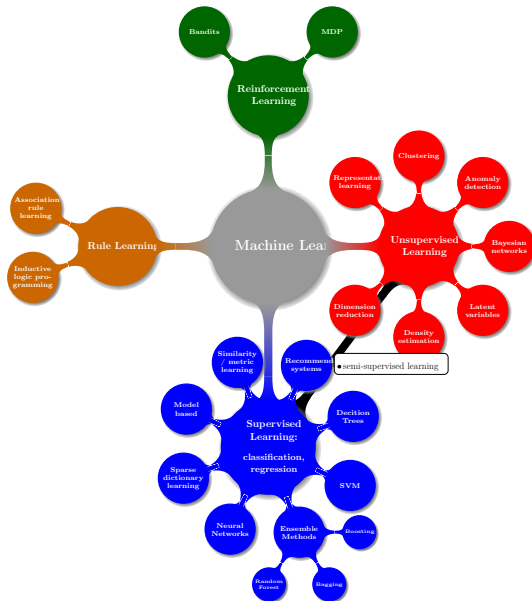 Bandits
MDP
Reinforcement
Learning
Clustering
Representat
learning
Anomaly
detection
Association
rule
learning
Rule Learning
Machine Lea
Unsupervised
Learning
Bayesian
networks
Inductive
logic pro-
gramming
Dimension
reduction
Latent
variables
Density
estimation
Similarity
/ metric
learning
Recommend
systems
• semi-supervised learning
Model
based
Decition
Trees
Supervised
Learning:
classification,
regression
Sparse
dictionary
learning
SVM
Neural
Networks
Ensemble
Methods
Boosting
Random
Forest
Bagging